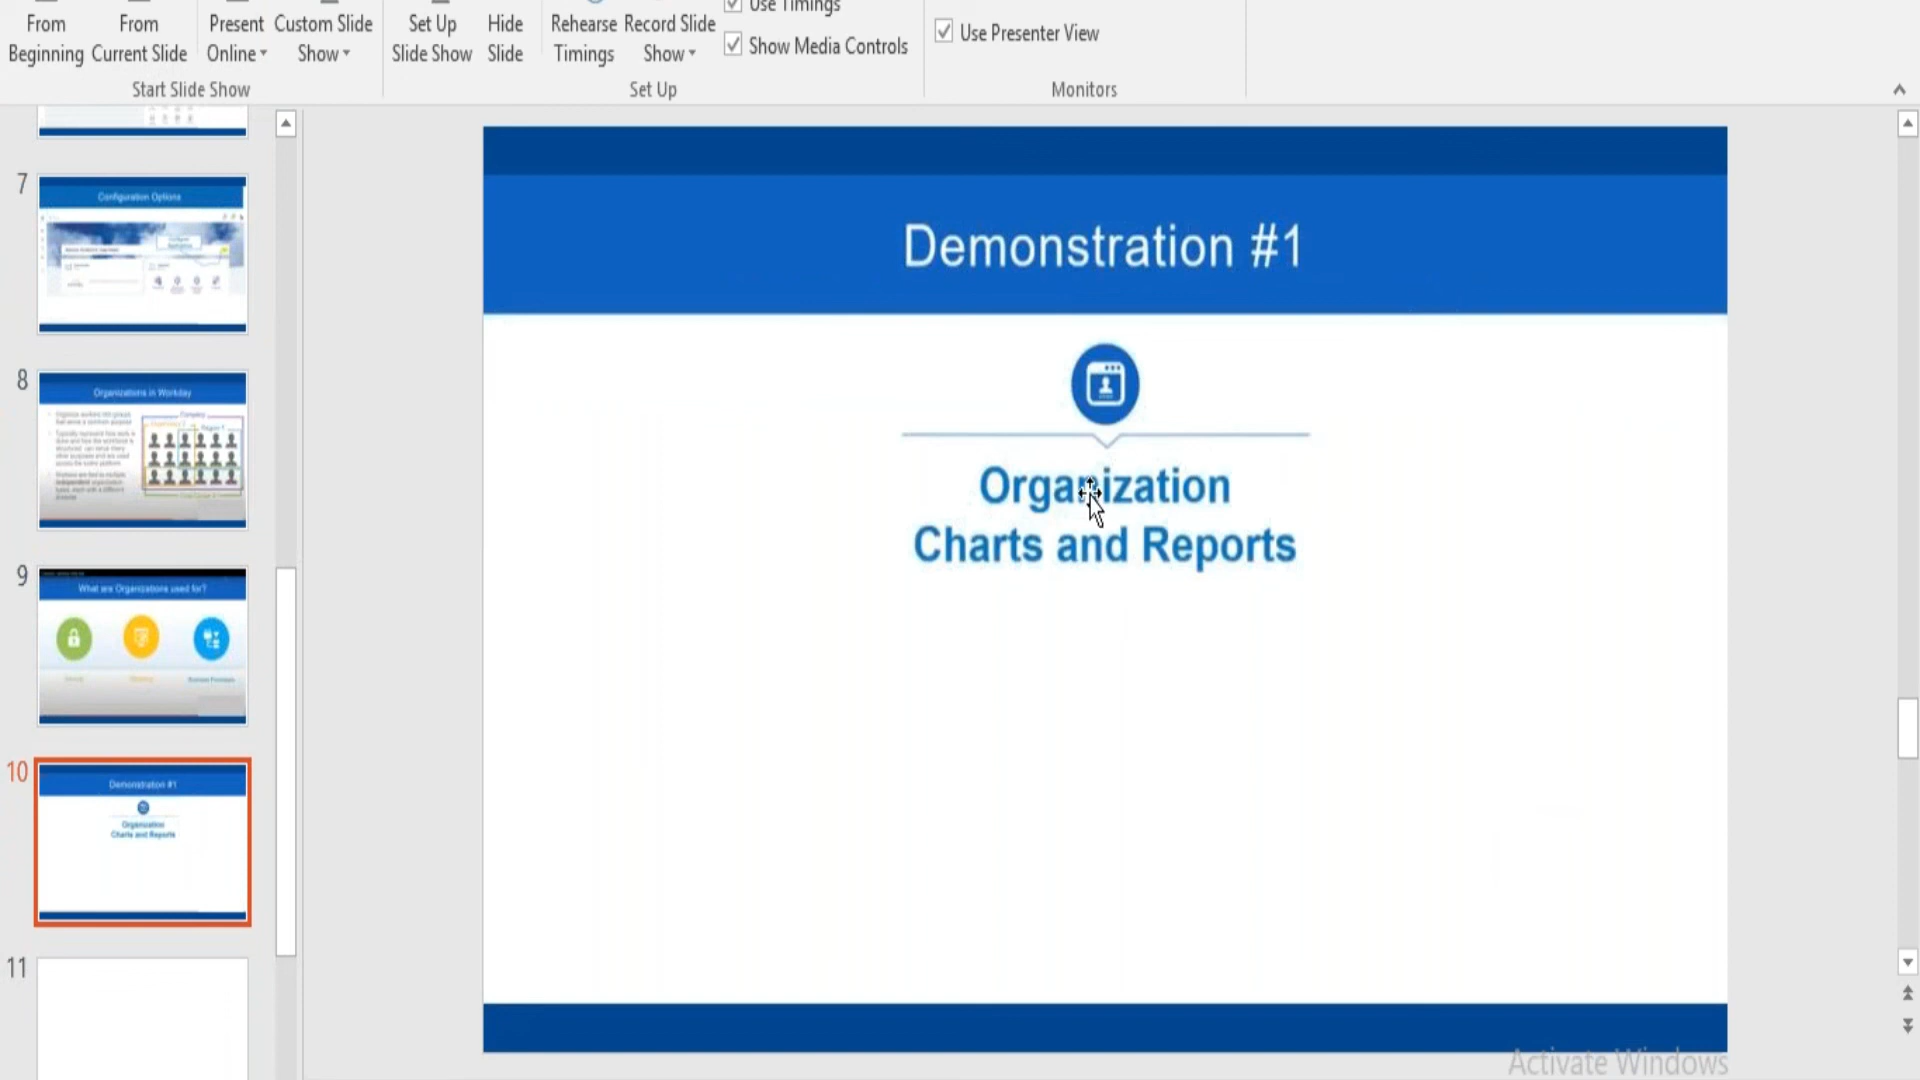 From Beginning
From Current Slide
Present Online
Custom Slide Show
Set Up Slide Show
Hide Slide
Rehearse Timings
Record Slide Show
Use Timings
Show Media Controls
Use Presenter View
Start Slide Show
Set Up
Monitors
7
Configuration Options
8
Organizations in Workday
Company
9
What are Organizations used for?
Business Processes
10
Demonstration #1
Organization
Charts and Reports
11
Demonstration #1
Organization
Charts and Reports
Activate Windows